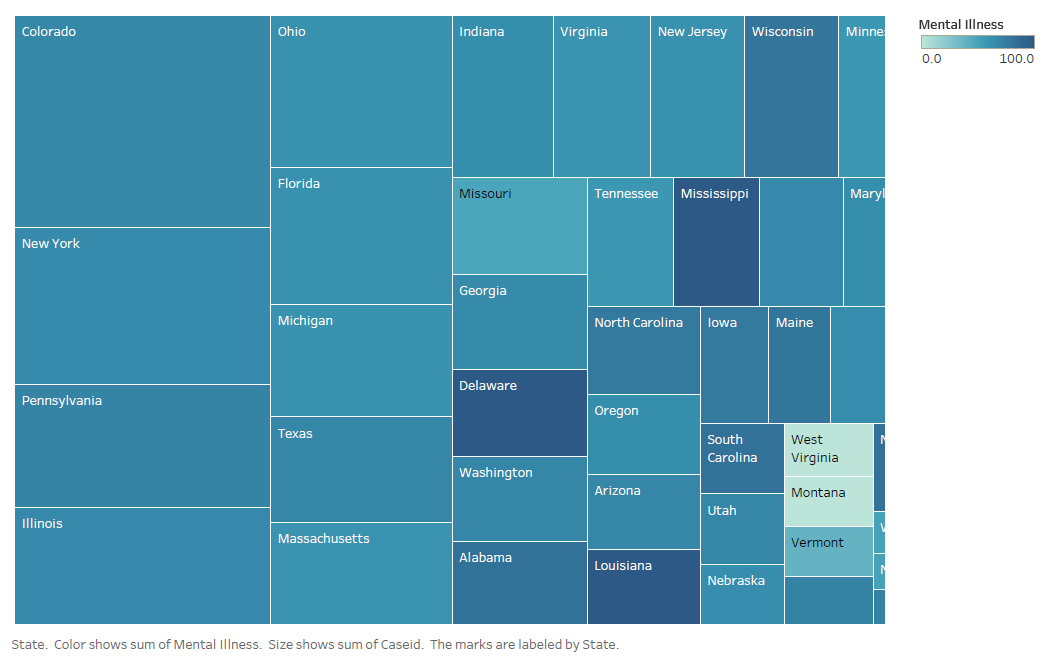 Colorado
Ohio
Indiana
Virginia
New Jersey
Wisconsin
Minne
Mental Illness
0.0
100.0
Florida
Missouri
Tennessee
Mississippi
Maryl
New York
Georgia
Michigan
North Carolina
Iowa
Maine
Delaware
Pennsylvania
Oregon
Texas
South
Carolina
West
Virginia
N
Washington
Arizona
Montana
Utah
Illinois
Massachusetts
Vermont
Alabama
Louisiana
Nebraska
State. Color shows sum of Mental Illness. Size shows sum of Caseid. The marks are labeled by State.